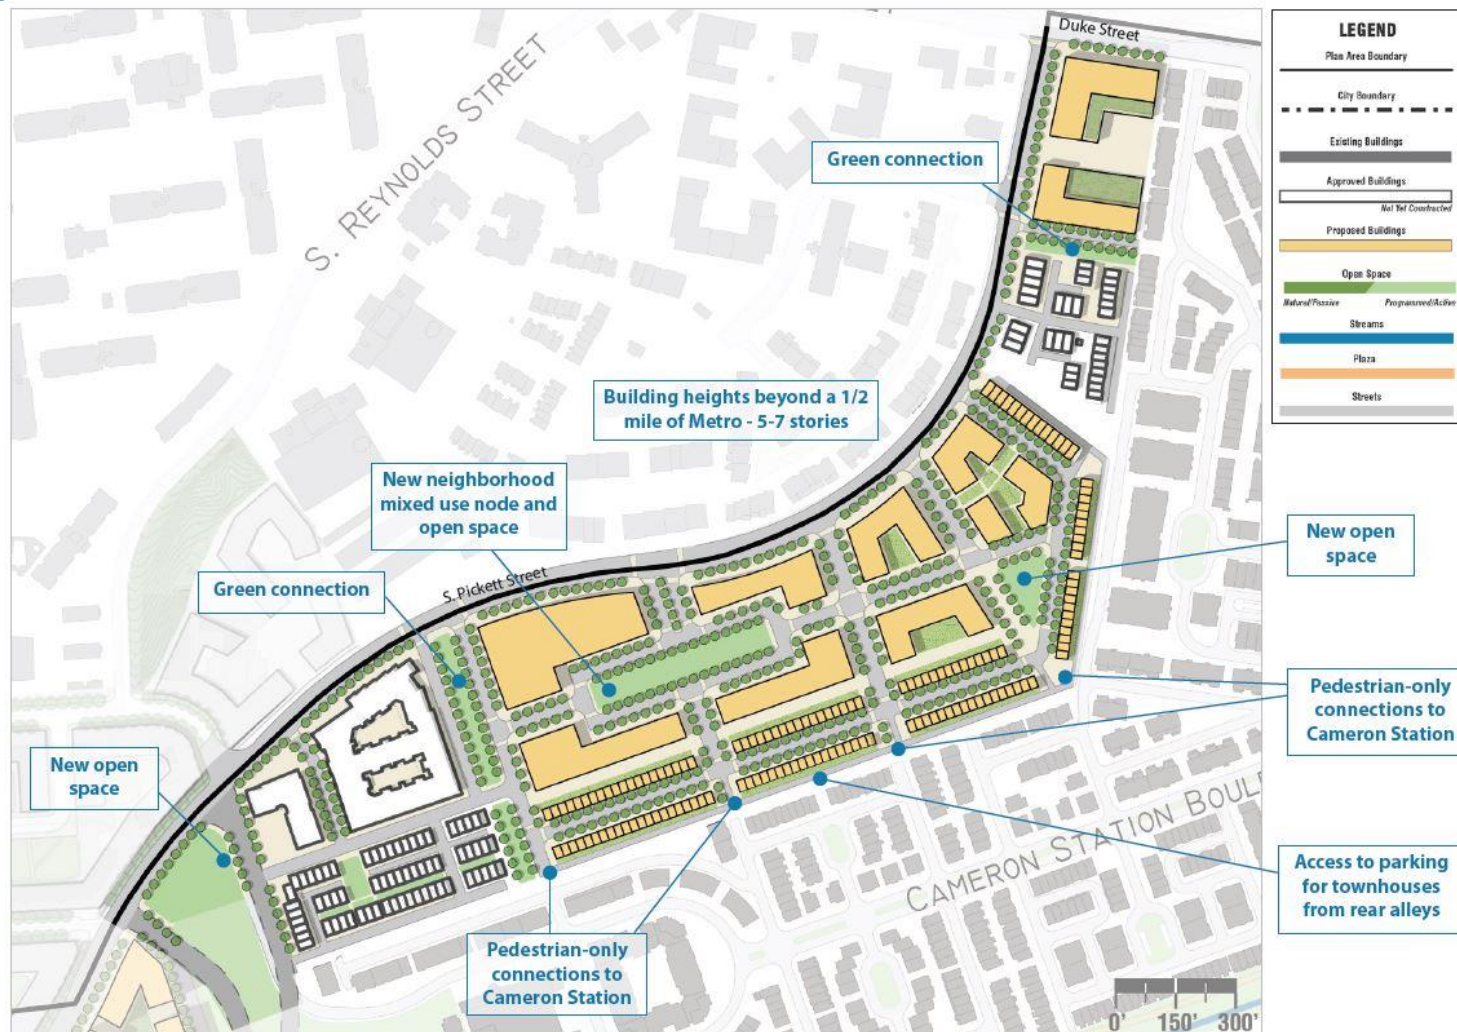 Duke Street
S. REYNOLDS STREET
Green connection
Building heights beyond a 1/2
mile of Metro - 5-7 stories
New neighborhood
mixed use node and
open space
S. Pickett Street
Green connection
New open
space
New open
space
Pedestrian-only
connections to
Cameron Station
Pedestrian-only
connections to
Cameron Station
Access to parking
for townhouses
from rear alleys
CAMERON STATION BOUL
0' 150' 300'
LEGEND
Plan Area Boundary
City Boundary
Existing Buildings
Approved Buildings
Not Yet Constructed
Proposed Buildings
Open Space
Natural/Passive Programmed/Active
Streams
Plaza
Streets